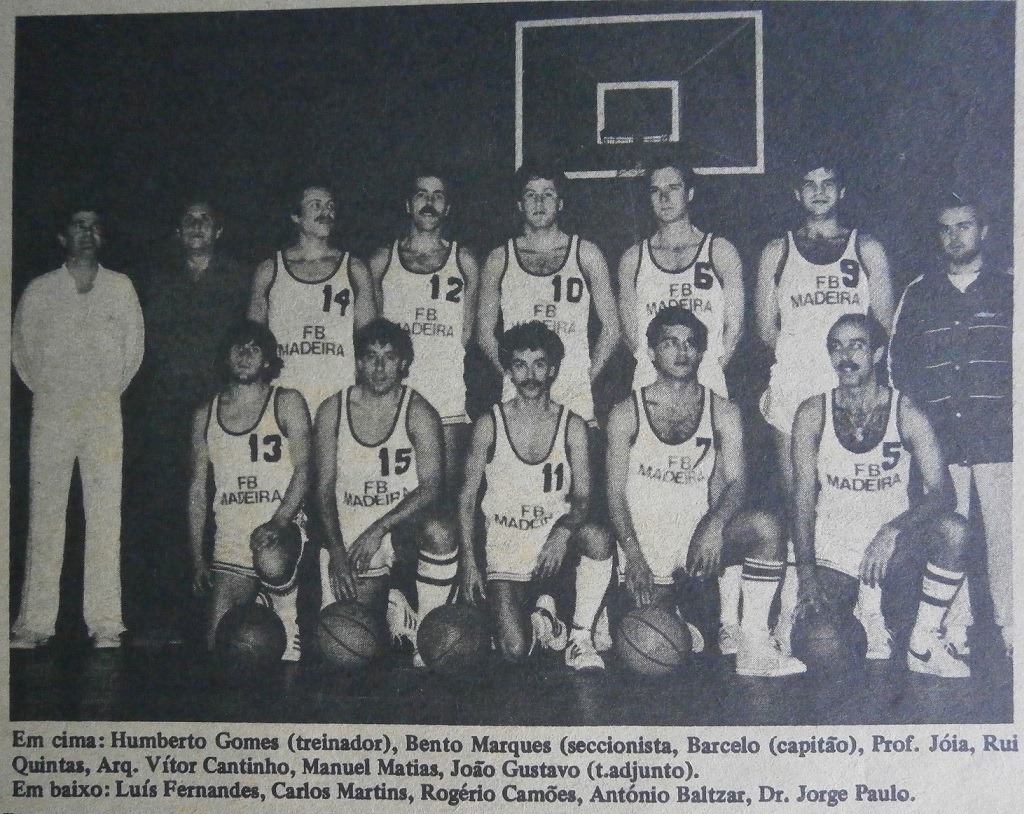 14
FB
MADEIRA
12
FB
MADEIRA
10
FB
MADEIRA
6
FB
MADEIRA
9
FB
MADEIRA
13
FB
MADEIRA
15
FB
MADEIRA
11
FB
MADEIR
7
FB
MADEIRA
5
FB
MADEIRA
Em cima: Humberto Gomes (treinador), Bento Marques (seccionista, Barcelo (capitão), Prof. Jóia, Rui
Quintas, Arq. Vítor Cantinho, Manuel Matias, João Gustavo (t.adjunto).
Em baixo: Luís Fernandes, Carlos Martins, Rogério Camões, António Baltzar, Dr. Jorge Paulo.